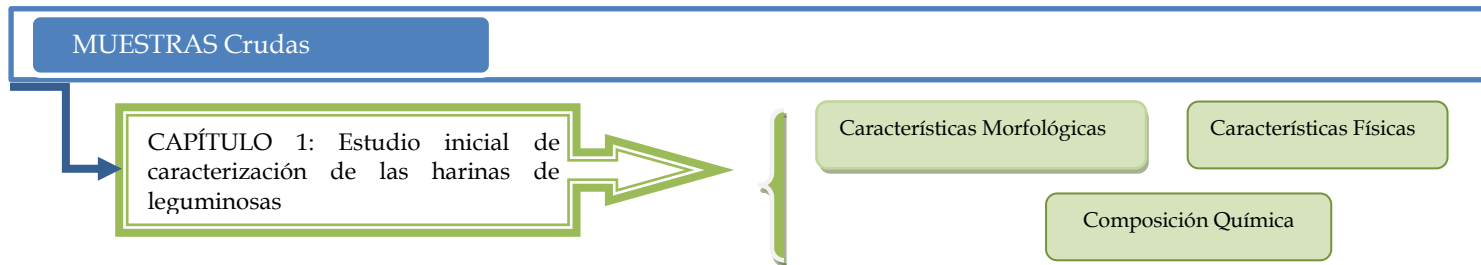 MUESTRAS Crudas
CAPÍTULO 1: Estudio inicial de
caracterización de las harinas de
leguminosas
Características Morfológicas
Características Físicas
Composición Química